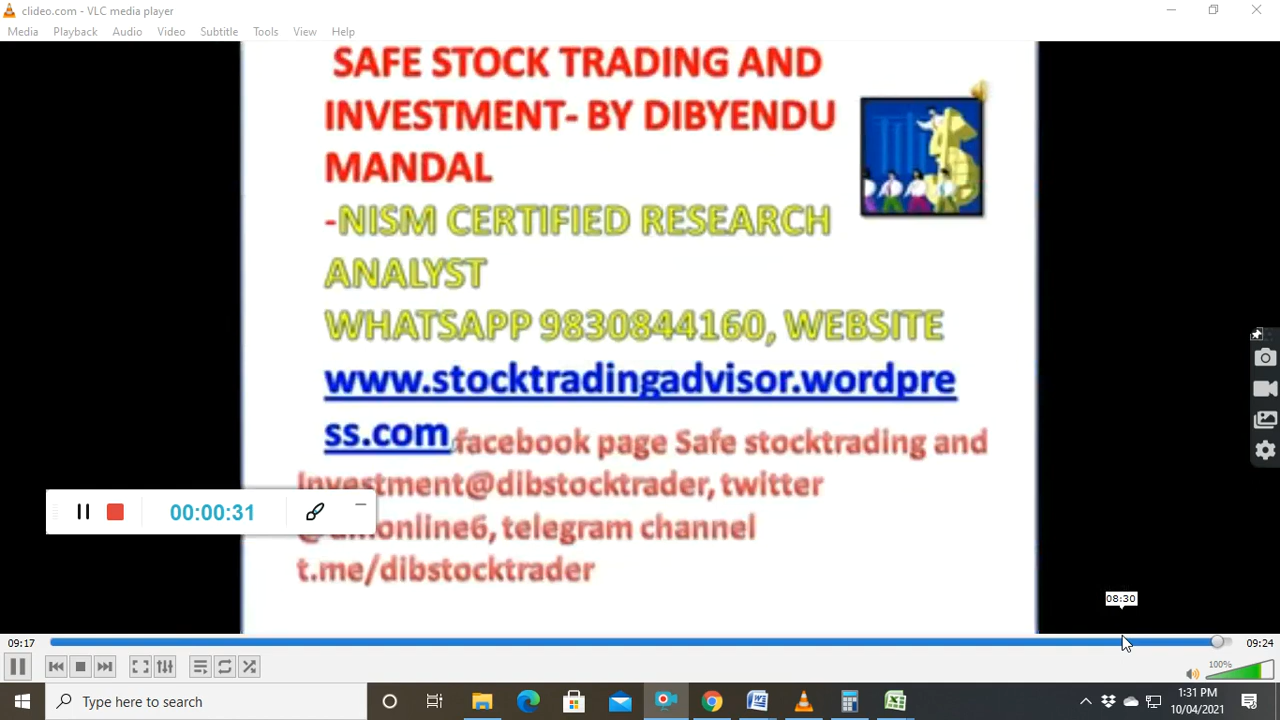 clideo.com - VLC media player
Media Playback Audio Video Subtitle Tools View Help
SAFE STOCK TRADING AND
INVESTMENT- BY DIBYENDU
MANDAL
-NISM CERTIFIED RESEARCH
ANALYST
WHATSAPP 9830844160, WEBSITE
www.stocktradingadvisor.wordpre
ss.com facebook page Safe stocktrading and
Investment@dibstocktrader, twitter
00:00:31
online6, telegram channel
t.me/dibstocktrader
08:30
09:17
09:24
100%
Type here to search
1:31 PM
10/04/2021